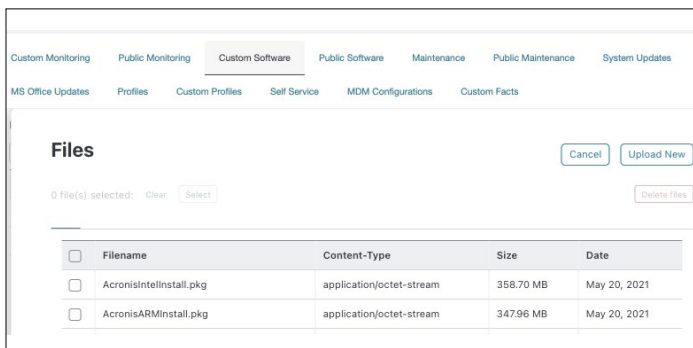 Custom Monitoring Public Monitoring Custom Software Public Software Maintenance Public Maintenance System Updates
MS Office Updates Profiles Custom Profiles Self Service MDM Configurations Custom Facts
Files
Cancel Upload New
0 file(s) selected: Clear Select Delete files
Filename Content-Type Size Date
AcronisIntelInstall.pkg application/octet-stream 358.70 MB May 20, 2021
AcronisARMInstall.pkg application/octet-stream 347.96 MB May 20, 2021